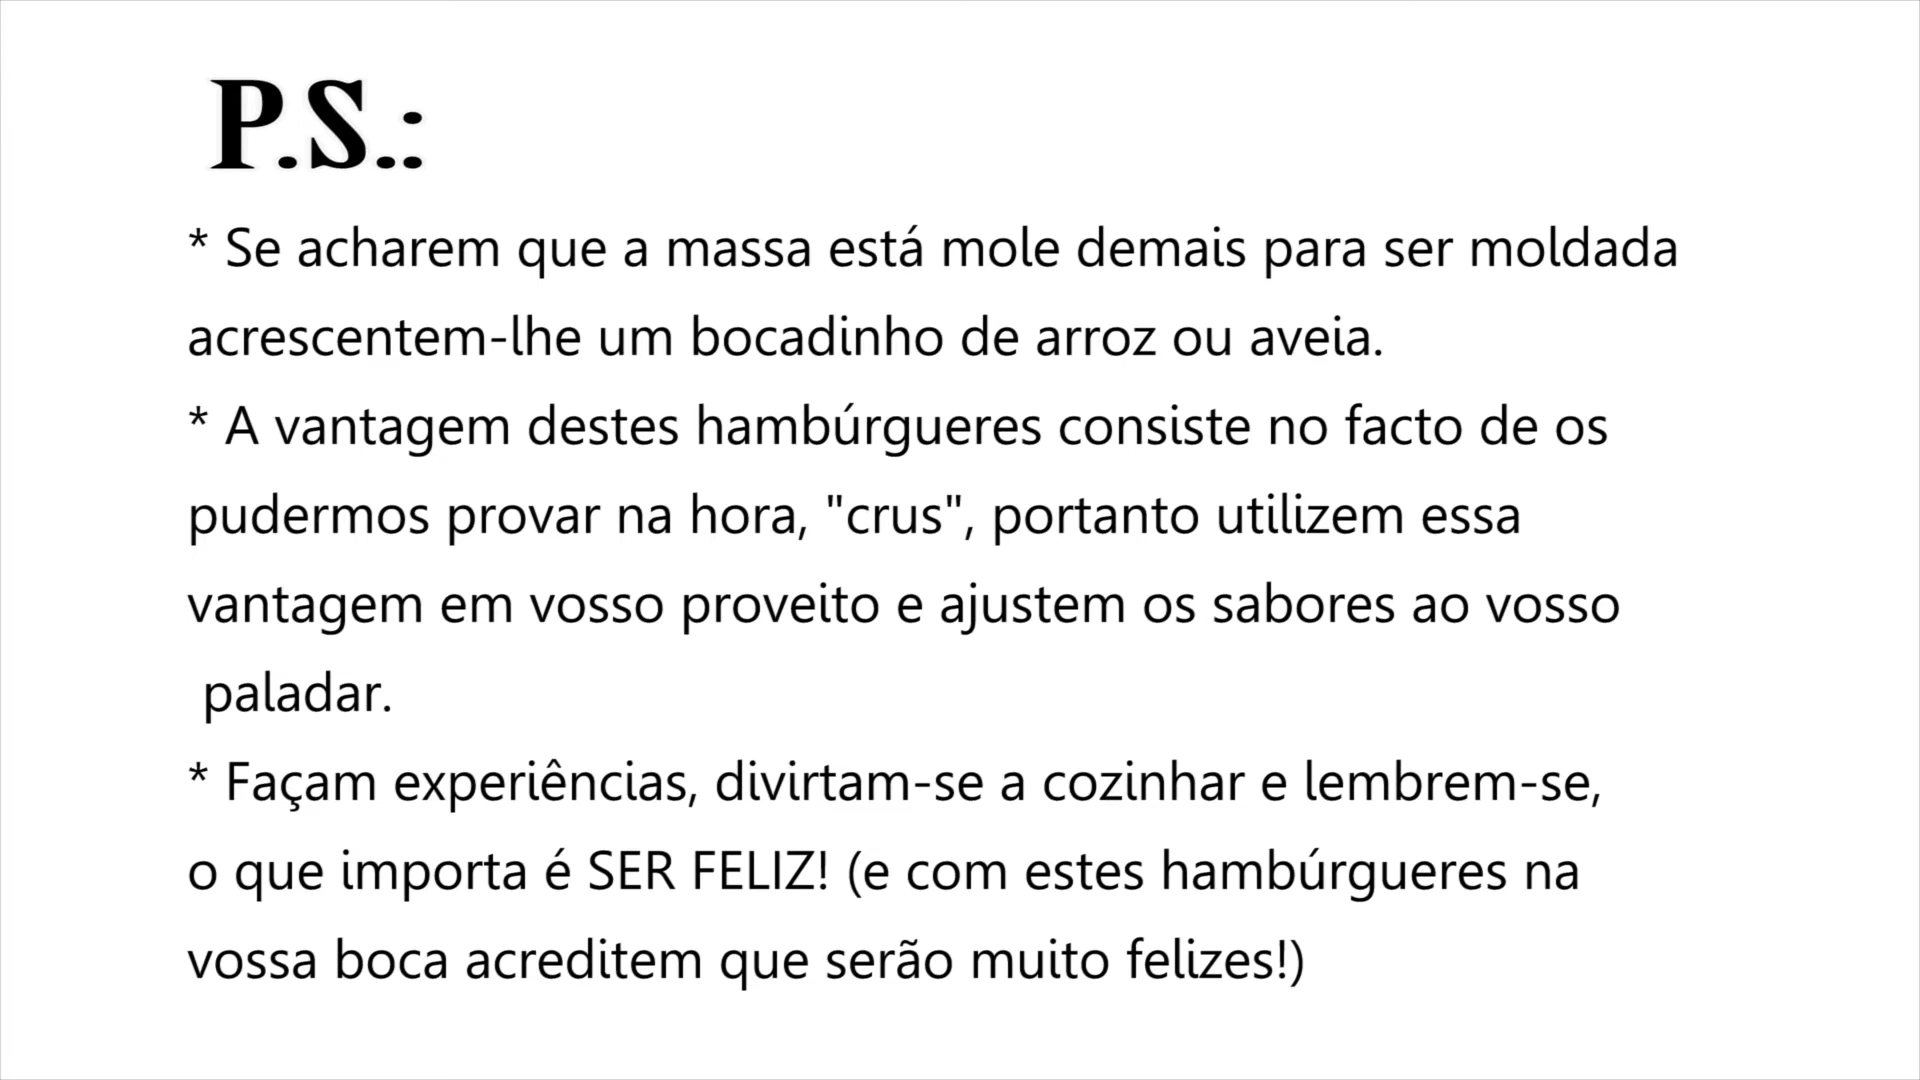 P.S.:
* Se acharem que a massa está mole demais para ser moldada
acrescentem-lhe um bocadinho de arroz ou aveia.
* A vantagem destes hambúrgueres consiste no facto de os
pudermos provar na hora, "crus", portanto utilizem essa
vantagem em vosso proveito e ajustem os sabores ao vosso
paladar.
* Façam experiências, divirtam-se a cozinhar e lembrem-se,
o que importa é SER FELIZ! (e com estes hambúrgueres na
vossa boca acreditem que serão muito felizes!)